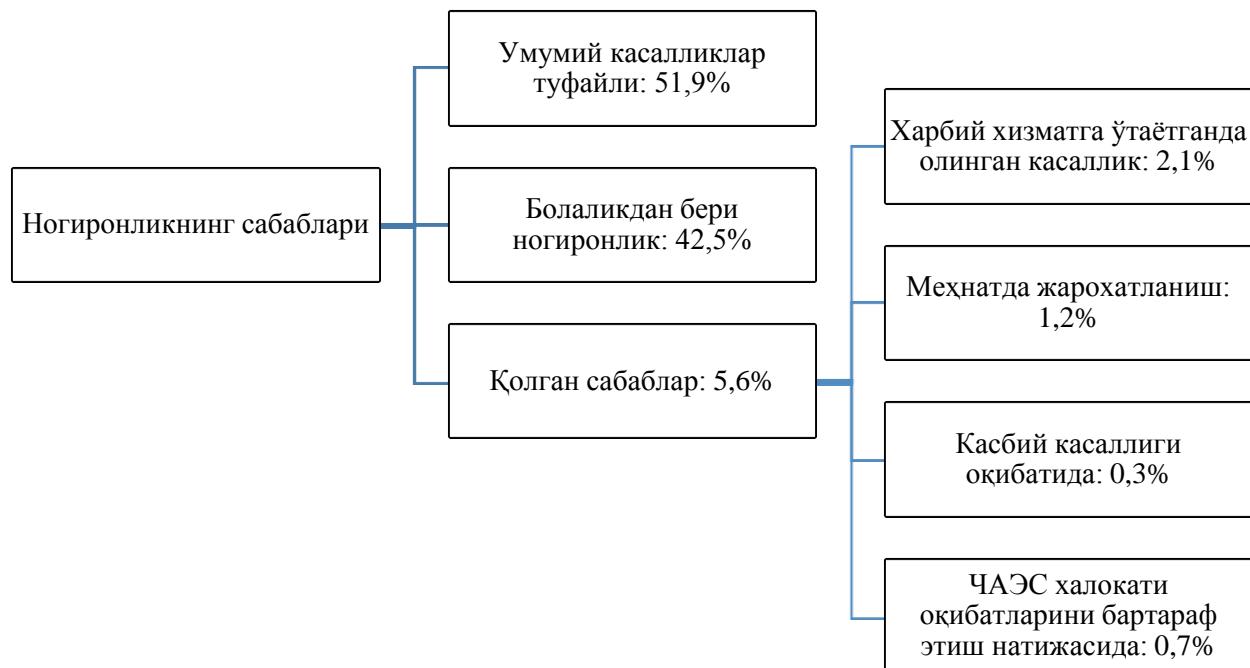 Ногиронликнинг сабаблари
Умумий касалликлар
туфайли: 51,9%
Болаликдан бери
ногиронлик: 42,5%
Қолган сабаблар: 5,6%
Харбий хизматга ўтаётганда
олинган касаллик: 2,1%
Меҳнатда жарохатланиш:
1,2%
Касбий касаллиги
оқибатида: 0,3%
ЧАЭС халокати
оқибатларини бартараф
этиш натижасида: 0,7%